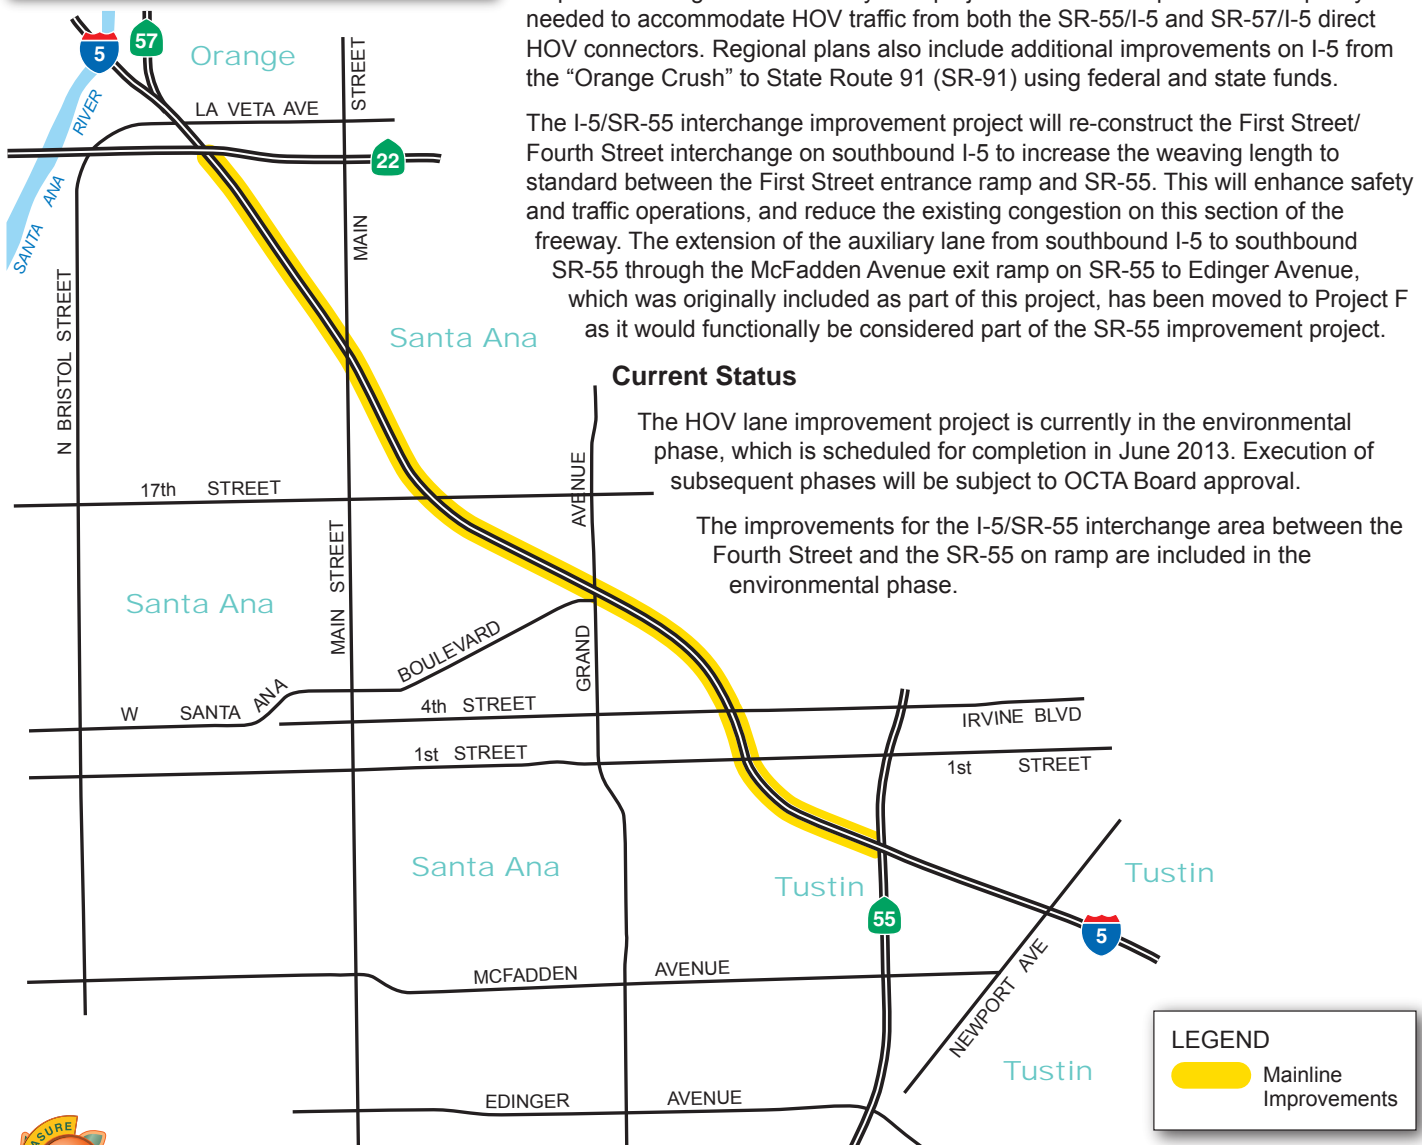 needed to accommodate HOV traffic from both the SR-55/I-5 and SR-57/I-5 direct
HOV connectors. Regional plans also include additional improvements on I-5 from
the “Orange Crush” to State Route 91 (SR-91) using federal and state funds.
The I-5/SR-55 interchange improvement project will re-construct the First Street/
Fourth Street interchange on southbound I-5 to increase the weaving length to
standard between the First Street entrance ramp and SR-55. This will enhance safety
and traffic operations, and reduce the existing congestion on this section of the
freeway. The extension of the auxiliary lane from southbound I-5 to southbound
SR-55 through the McFadden Avenue exit ramp on SR-55 to Edinger Avenue,
which was originally included as part of this project, has been moved to Project F
as it would functionally be considered part of the SR-55 improvement project.
Current Status
The HOV lane improvement project is currently in the environmental
phase, which is scheduled for completion in June 2013. Execution of
subsequent phases will be subject to OCTA Board approval.
The improvements for the I-5/SR-55 interchange area between the
Fourth Street and the SR-55 on ramp are included in the
environmental phase.
5
57
Orange
LA VETA AVE
MAIN STREET
22
SANTA ANA RIVER
N BRISTOL STREET
Santa Ana
17th STREET
GRAND AVENUE
MAIN STREET
Santa Ana
W SANTA ANA BOULEVARD
4th STREET
IRVINE BLVD
1st STREET
1st STREET
Santa Ana
Tustin
Tustin
55
5
MCFADDEN AVENUE
NEWPORT AVE
Tustin
EDINGER AVENUE
LEGEND
Mainline
Improvements
ASURE